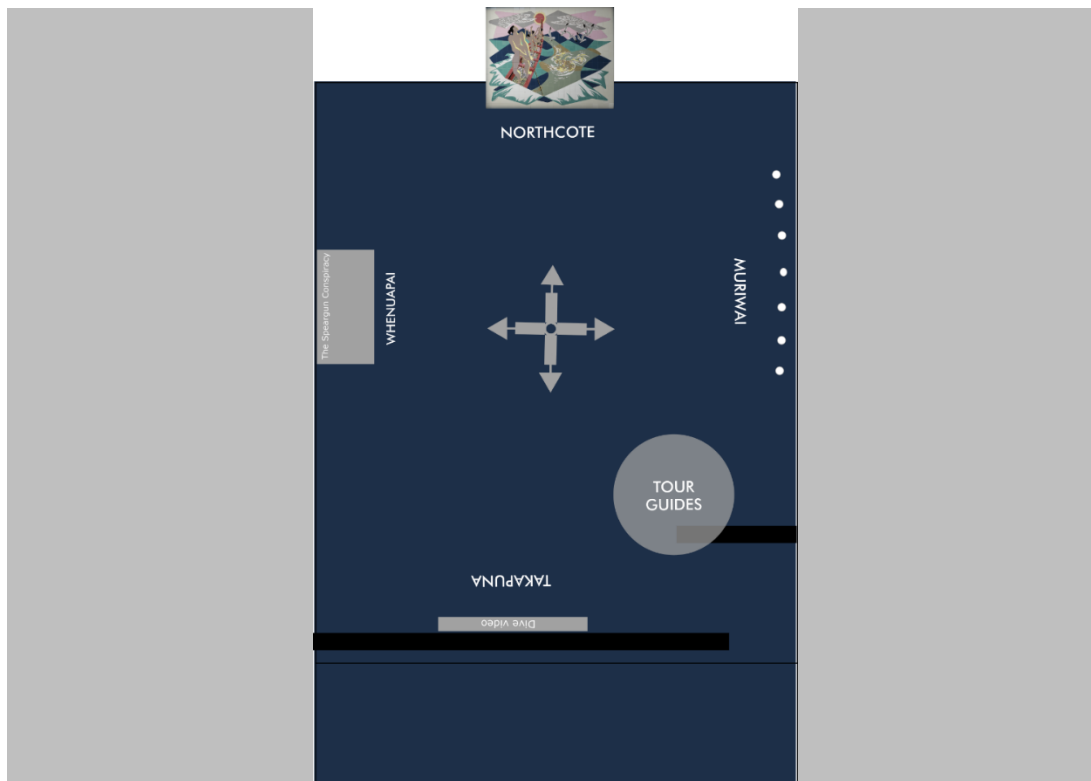 NORTHCOTE
The Speargun Conspiracy
WHENUAPAI
MURIWAI
TOUR
GUIDES
TAKAPUNA
Dive video